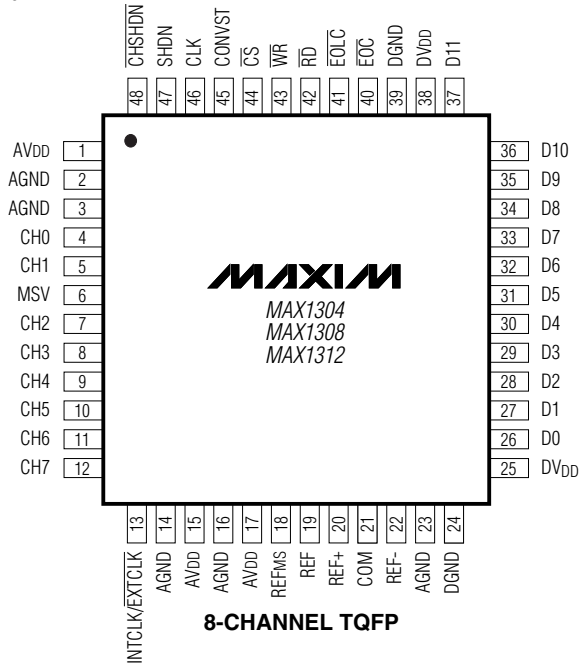 CHSHDN
SHDN
CLK
CONVST
CS
WR
RD
EOLC
EOC
DGND
DVDD
D11
48
47
46
45
44
43
42
41
40
39
38
37
AVDD 1
AGND 2
AGND 3
CH0 4
CH1 5
MSV 6
CH2 7
CH3 8
CH4 9
CH5 10
CH6 11
CH7 12
MAXIM
MAX1304
MAX1308
MAX1312
36 D10
35 D9
34 D8
33 D7
32 D6
31 D5
30 D4
29 D3
28 D2
27 D1
26 D0
25 DVDD
13
14
15
16
17
18
19
20
21
22
23
24
INTCLK/EXTCLK
AGND
AVDD
AGND
AVDD
REFMS
REF
REF+
COM
REF-
AGND
DGND
8-CHANNEL TQFP